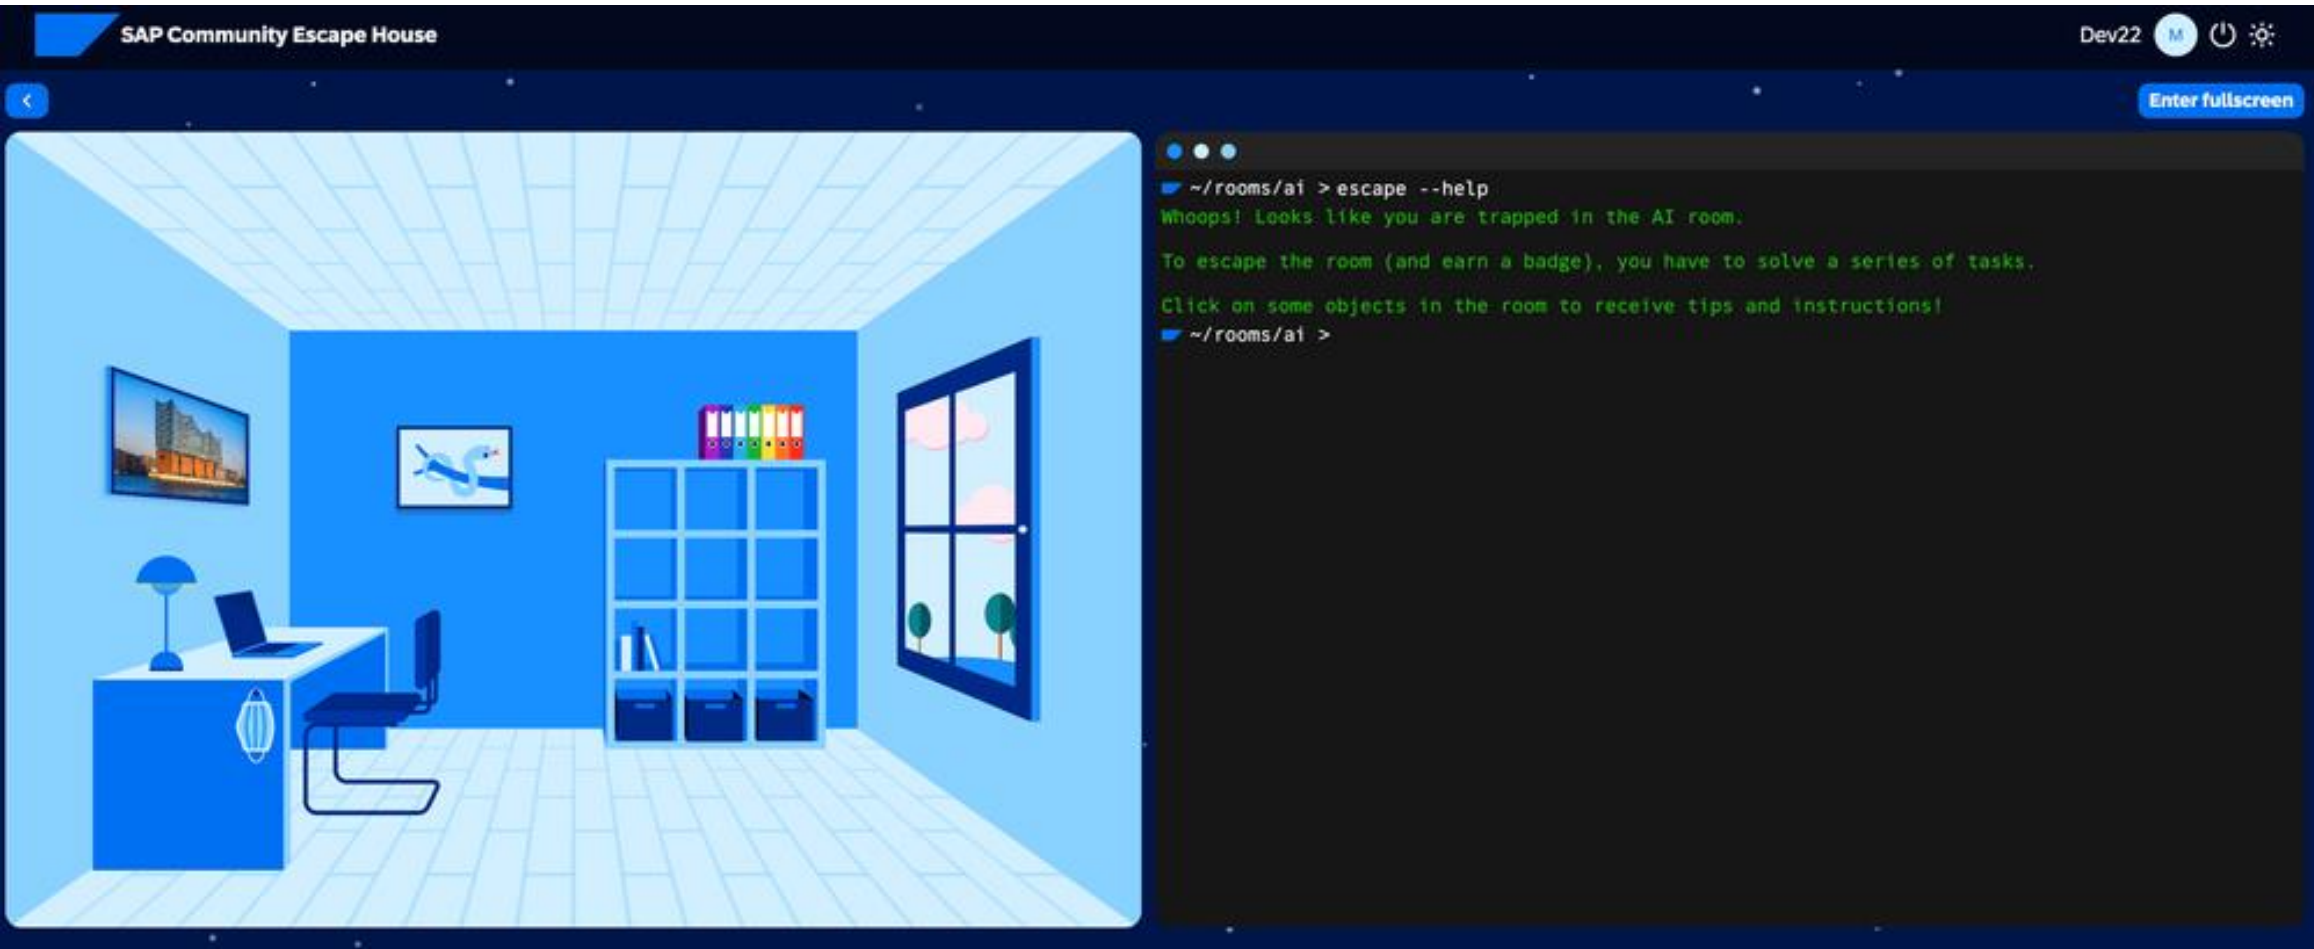 SAP Community Escape House
Dev22
M
Enter fullscreen
~/rooms/ai > escape --help
Whoops! Looks like you are trapped in the AI room.
To escape the room (and earn a badge), you have to solve a series of tasks.
Click on some objects in the room to receive tips and instructions!
~/rooms/ai >